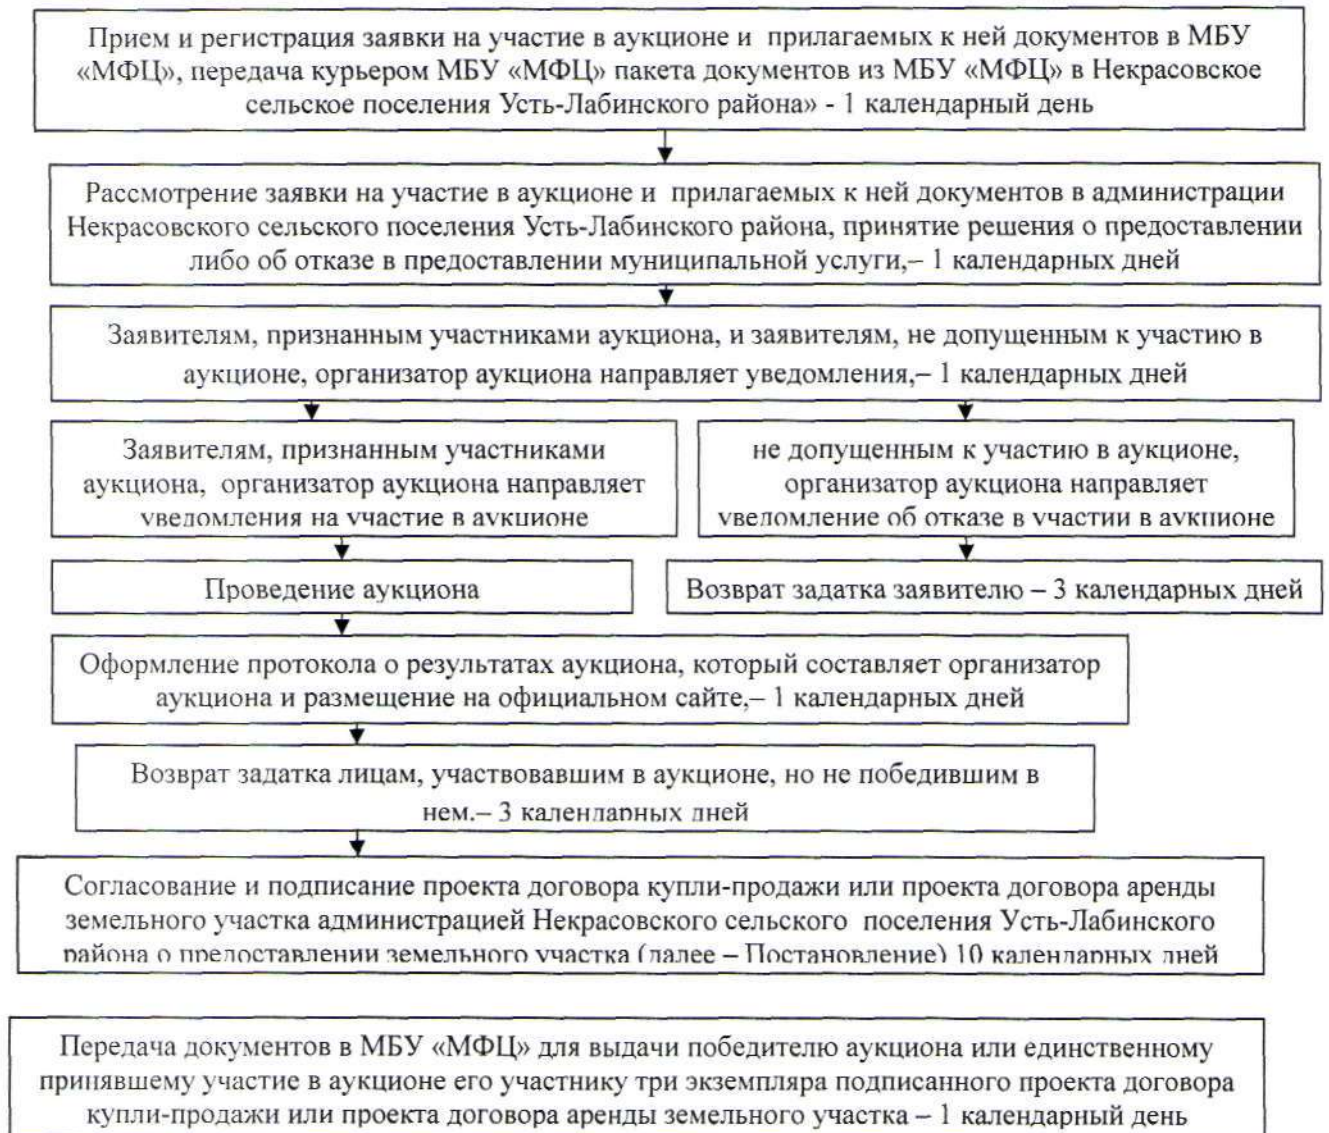 Прием и регистрация заявки на участие в аукционе и прилагаемых к ней документов в МБУ
«МФЦ», передача курьером МБУ «МФЦ» пакета документов из МБУ «МФЦ» в Некрасовское
сельское поселения Усть-Лабинского района» - 1 календарный день
Рассмотрение заявки на участие в аукционе и прилагаемых к ней документов в администрации
Некрасовского сельского поселения Усть-Лабинского района, принятие решения о предоставлении
либо об отказе в предоставлении муниципальной услуги,– 1 календарных дней
Заявителям, признанным участниками аукциона, и заявителям, не допущенным к участию в
аукционе, организатор аукциона направляет уведомления,– 1 календарных дней
Заявителям, признанным участниками
аукциона, организатор аукциона направляет
уведомления на участие в аукционе
не допущенным к участию в аукционе,
организатор аукциона направляет
уведомление об отказе в участии в аукционе
Проведение аукциона
Возврат задатка заявителю – 3 календарных дней
Оформление протокола о результатах аукциона, который составляет организатор
аукциона и размещение на официальном сайте,– 1 календарных дней
Возврат задатка лицам, участвовавшим в аукционе, но не победившим в
нем.– 3 календарных дней
Согласование и подписание проекта договора купли-продажи или проекта договора аренды
земельного участка администрацией Некрасовского сельского поселения Усть-Лабинского
района о предоставлении земельного участка (далее – Постановление) 10 календарных дней
Передача документов в МБУ «МФЦ» для выдачи победителю аукциона или единственному
принявшему участие в аукционе его участнику три экземпляра подписанного проекта договора
купли-продажи или проекта договора аренды земельного участка – 1 календарный день